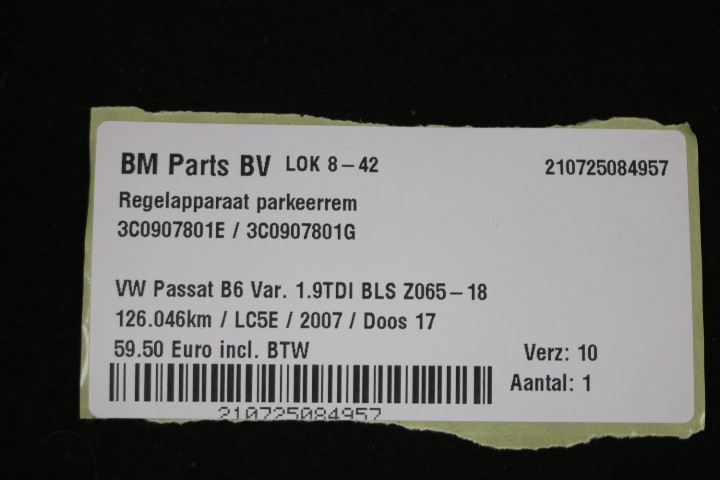 BM Parts BV LOK 8-42 210725084957
Regelapparaat parkeerrem
3C0907801E / 3C0907801G
VW Passat B6 Var. 1.9TDI BLS Z065-18
126.046km / LC5E / 2007 / Doos 17
59.50 Euro incl. BTW Verz: 10
Aantal: 1
210725084957